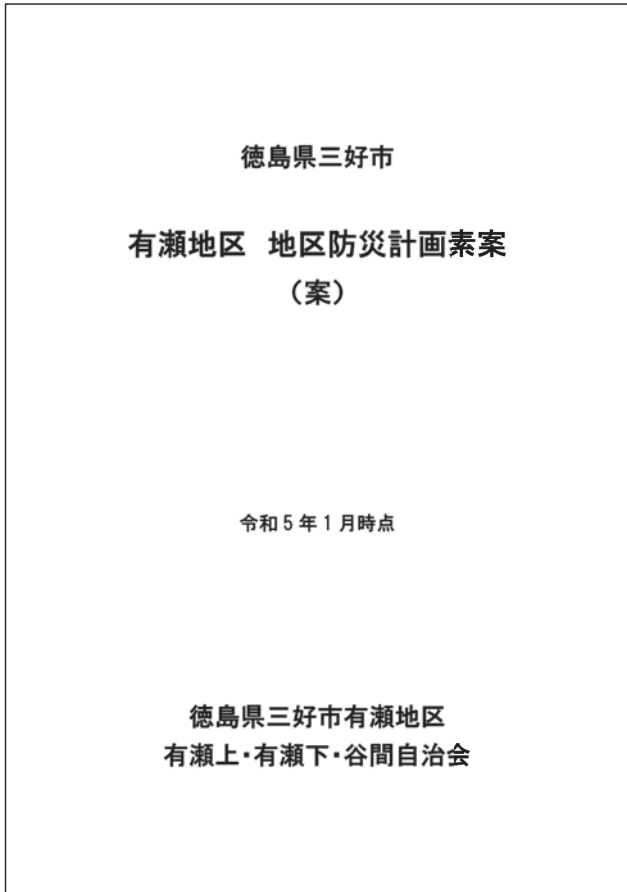 徳島県三好市
有瀬地区 地区防災計画素案
（案）
令和5年1月時点
徳島県三好市有瀬地区
有瀬上・有瀬下・谷間自治会